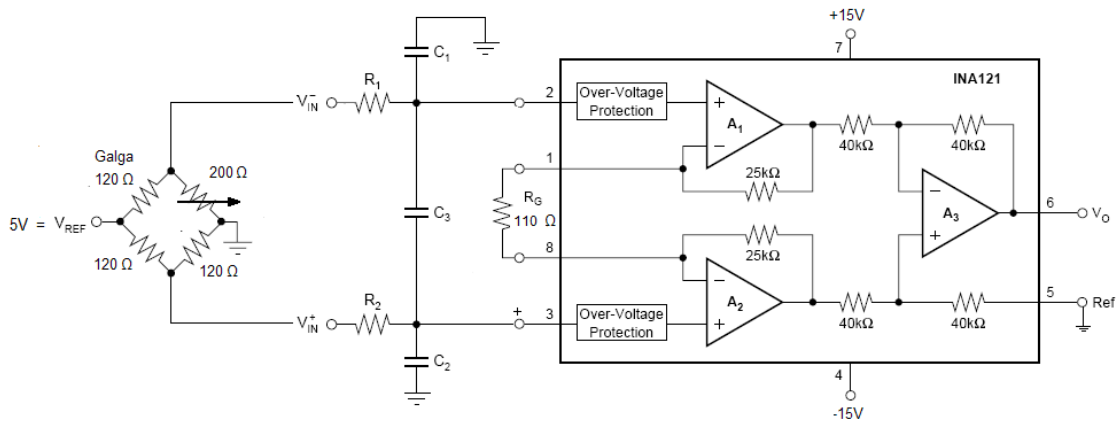 +15V
7
INA121
C1
R1
V−IN
2
Over-Voltage
Protection
+
A1
−
40kΩ
40kΩ
Galga
120 Ω
200 Ω
1
25kΩ
RG
110 Ω
C3
−
A3
+
6
VO
5V = VREF
120 Ω
120 Ω
8
25kΩ
−
A2
+
R2
V+IN
+
3
Over-Voltage
Protection
40kΩ
40kΩ
5
Ref
C2
4
-15V